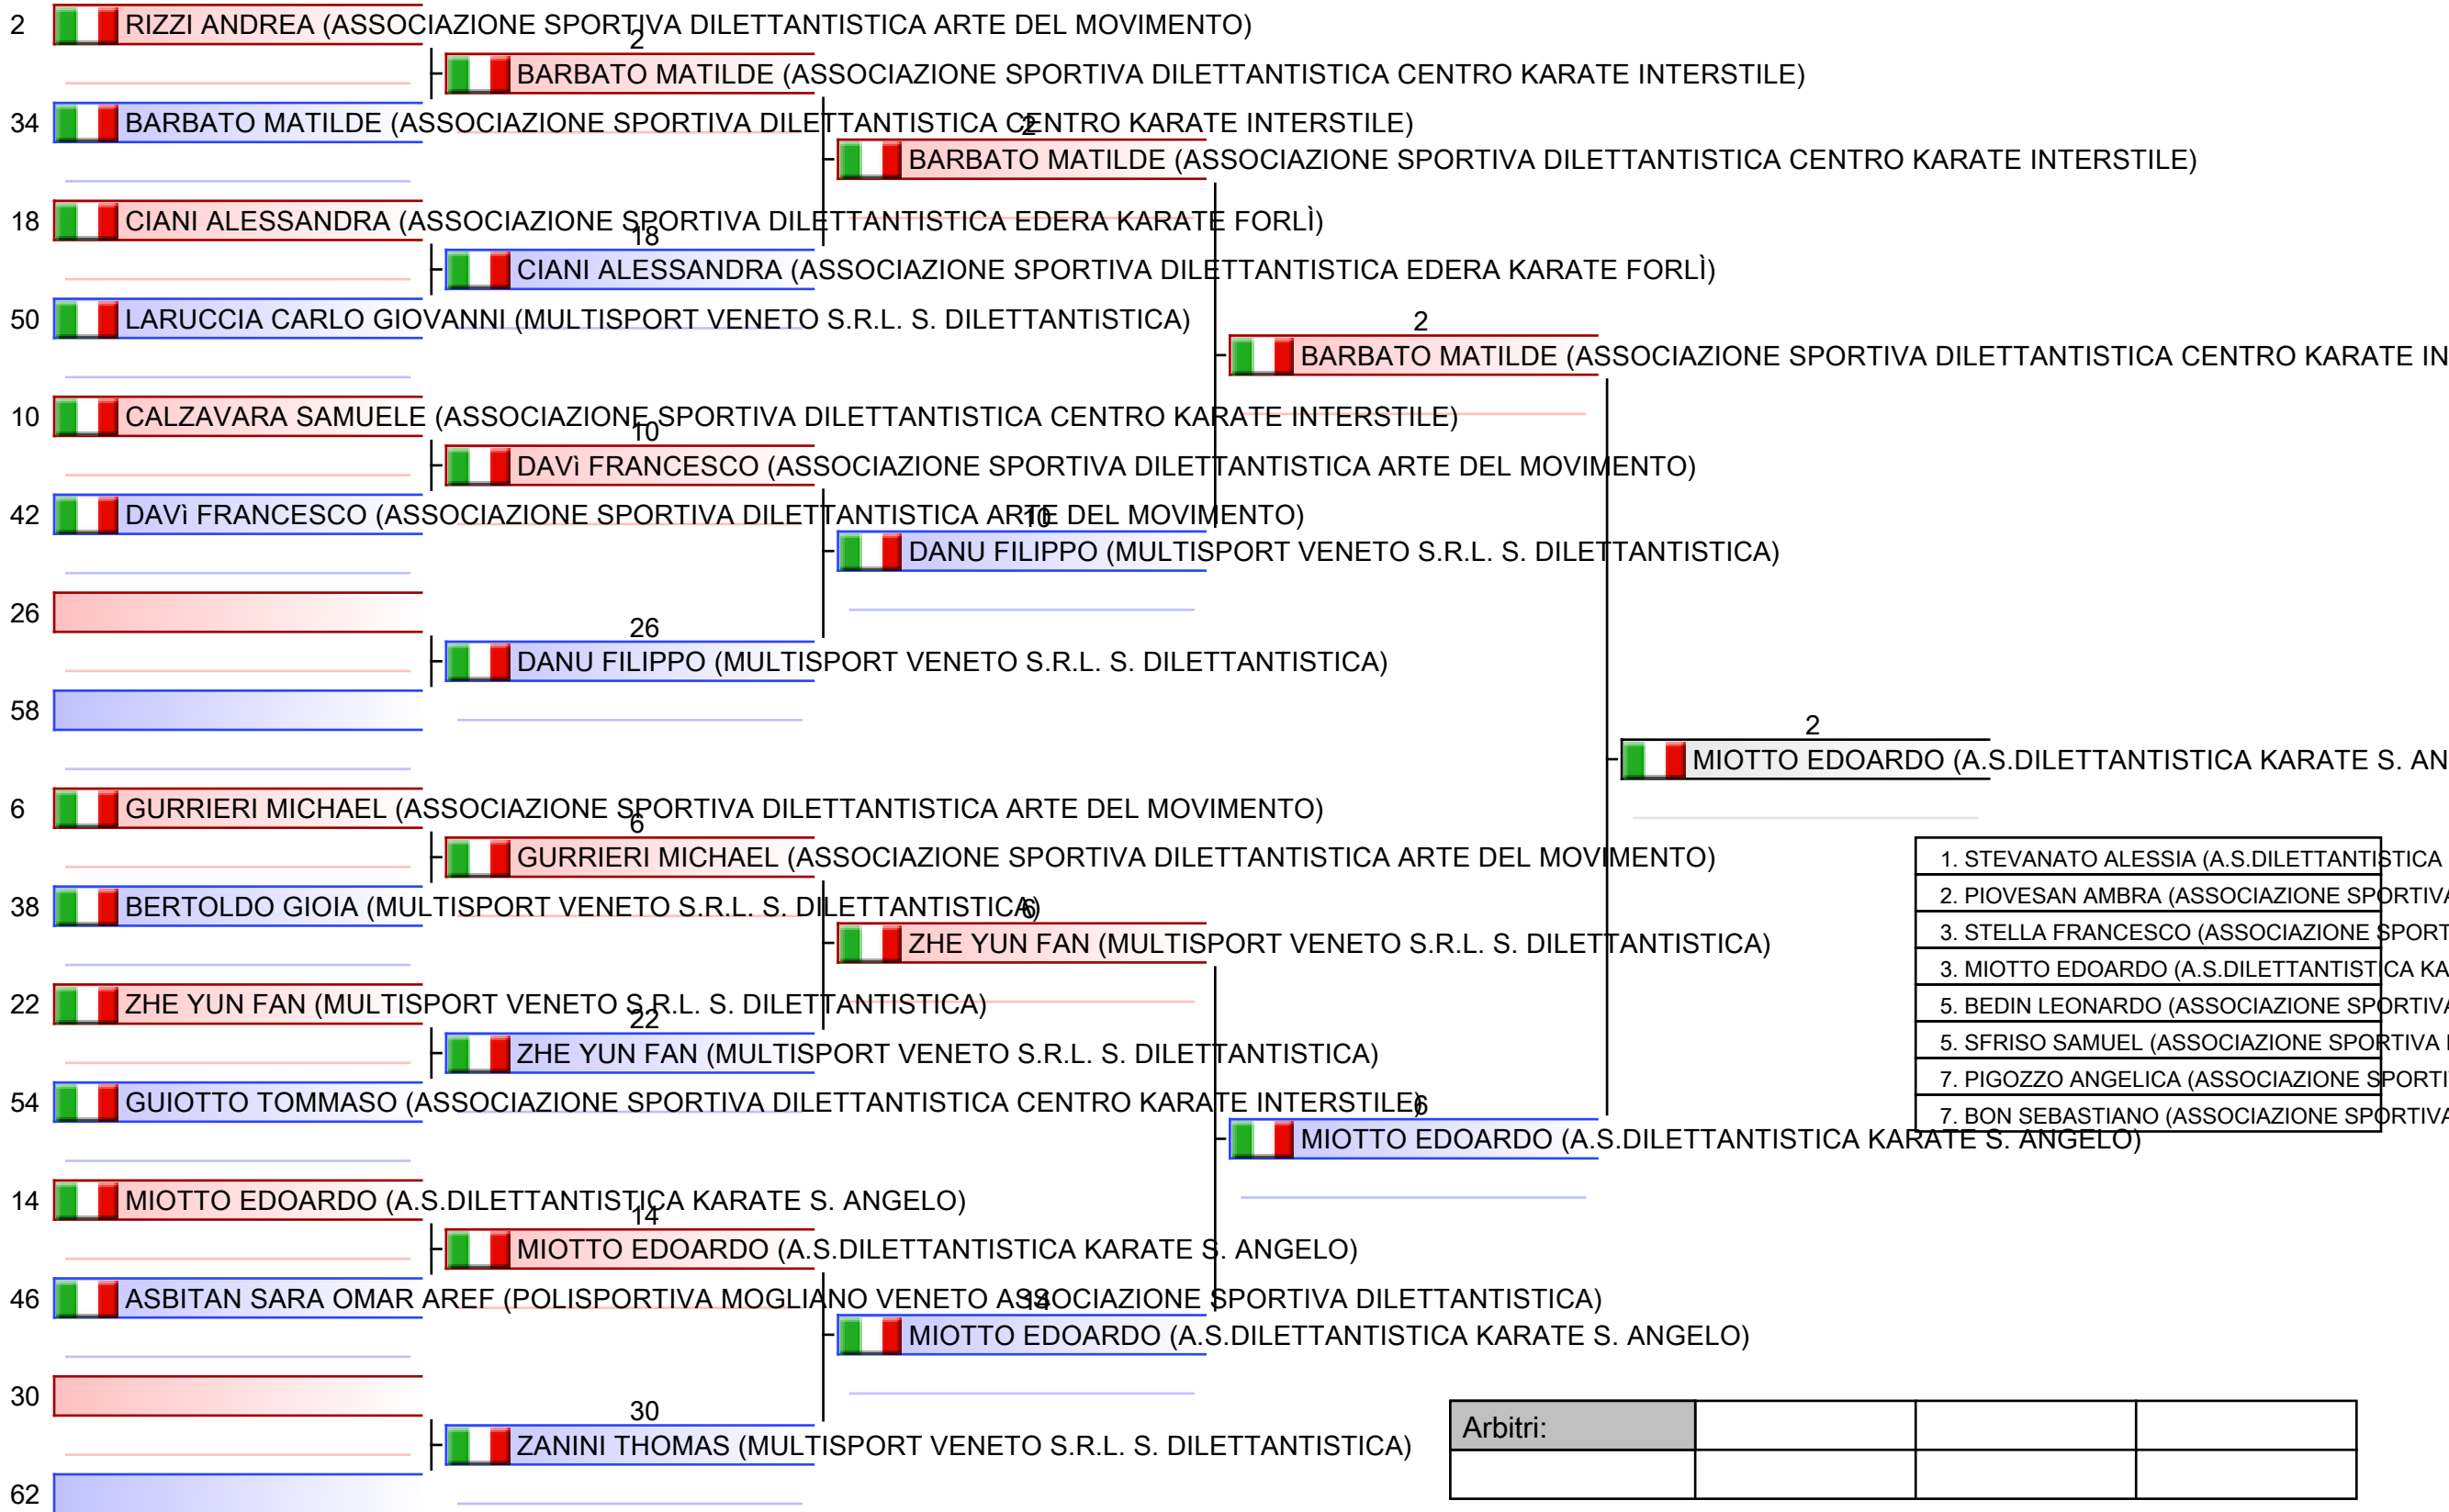 2 RIZZI ANDREA (ASSOCIAZIONE SPORTIVA DILETTANTISTICA ARTE DEL MOVIMENTO)
2
BARBATO MATILDE (ASSOCIAZIONE SPORTIVA DILETTANTISTICA CENTRO KARATE INTERSTILE)
34 BARBATO MATILDE (ASSOCIAZIONE SPORTIVA DILETTANTISTICA CENTRO KARATE INTERSTILE)
2
BARBATO MATILDE (ASSOCIAZIONE SPORTIVA DILETTANTISTICA CENTRO KARATE INTERSTILE)
18 CIANI ALESSANDRA (ASSOCIAZIONE SPORTIVA DILETTANTISTICA EDERA KARATE FORLÌ)
18
CIANI ALESSANDRA (ASSOCIAZIONE SPORTIVA DILETTANTISTICA EDERA KARATE FORLÌ)
50 LARUCCIA CARLO GIOVANNI (MULTISPORT VENETO S.R.L. S. DILETTANTISTICA)
2
BARBATO MATILDE (ASSOCIAZIONE SPORTIVA DILETTANTISTICA CENTRO KARATE IN
10 CALZAVARA SAMUELE (ASSOCIAZIONE SPORTIVA DILETTANTISTICA CENTRO KARATE INTERSTILE)
10
DAVì FRANCESCO (ASSOCIAZIONE SPORTIVA DILETTANTISTICA ARTE DEL MOVIMENTO)
42 DAVì FRANCESCO (ASSOCIAZIONE SPORTIVA DILETTANTISTICA ARTE DEL MOVIMENTO)
10
DANU FILIPPO (MULTISPORT VENETO S.R.L. S. DILETTANTISTICA)
26
26
DANU FILIPPO (MULTISPORT VENETO S.R.L. S. DILETTANTISTICA)
58
2
MIOTTO EDOARDO (A.S.DILETTANTISTICA KARATE S. AN
6 GURRIERI MICHAEL (ASSOCIAZIONE SPORTIVA DILETTANTISTICA ARTE DEL MOVIMENTO)
6
GURRIERI MICHAEL (ASSOCIAZIONE SPORTIVA DILETTANTISTICA ARTE DEL MOVIMENTO)
38 BERTOLDO GIOIA (MULTISPORT VENETO S.R.L. S. DILETTANTISTICA)
6
ZHE YUN FAN (MULTISPORT VENETO S.R.L. S. DILETTANTISTICA)
22 ZHE YUN FAN (MULTISPORT VENETO S.R.L. S. DILETTANTISTICA)
22
ZHE YUN FAN (MULTISPORT VENETO S.R.L. S. DILETTANTISTICA)
54 GUIOTTO TOMMASO (ASSOCIAZIONE SPORTIVA DILETTANTISTICA CENTRO KARATE INTERSTILE)
6
MIOTTO EDOARDO (A.S.DILETTANTISTICA KARATE S. ANGELO)
14 MIOTTO EDOARDO (A.S.DILETTANTISTICA KARATE S. ANGELO)
14
MIOTTO EDOARDO (A.S.DILETTANTISTICA KARATE S. ANGELO)
46 ASBITAN SARA OMAR AREF (POLISPORTIVA MOGLIANO VENETO ASSOCIAZIONE SPORTIVA DILETTANTISTICA)
14
MIOTTO EDOARDO (A.S.DILETTANTISTICA KARATE S. ANGELO)
30
30
ZANINI THOMAS (MULTISPORT VENETO S.R.L. S. DILETTANTISTICA)
62
1. STEVANATO ALESSIA (A.S.DILETTANTISTICA
2. PIOVESAN AMBRA (ASSOCIAZIONE SPORTIVA
3. STELLA FRANCESCO (ASSOCIAZIONE SPORT
3. MIOTTO EDOARDO (A.S.DILETTANTISTICA KA
5. BEDIN LEONARDO (ASSOCIAZIONE SPORTIVA
5. SFRISO SAMUEL (ASSOCIAZIONE SPORTIVA
7. PIGOZZO ANGELICA (ASSOCIAZIONE SPORTI
7. BON SEBASTIANO (ASSOCIAZIONE SPORTIVA
Arbitri: